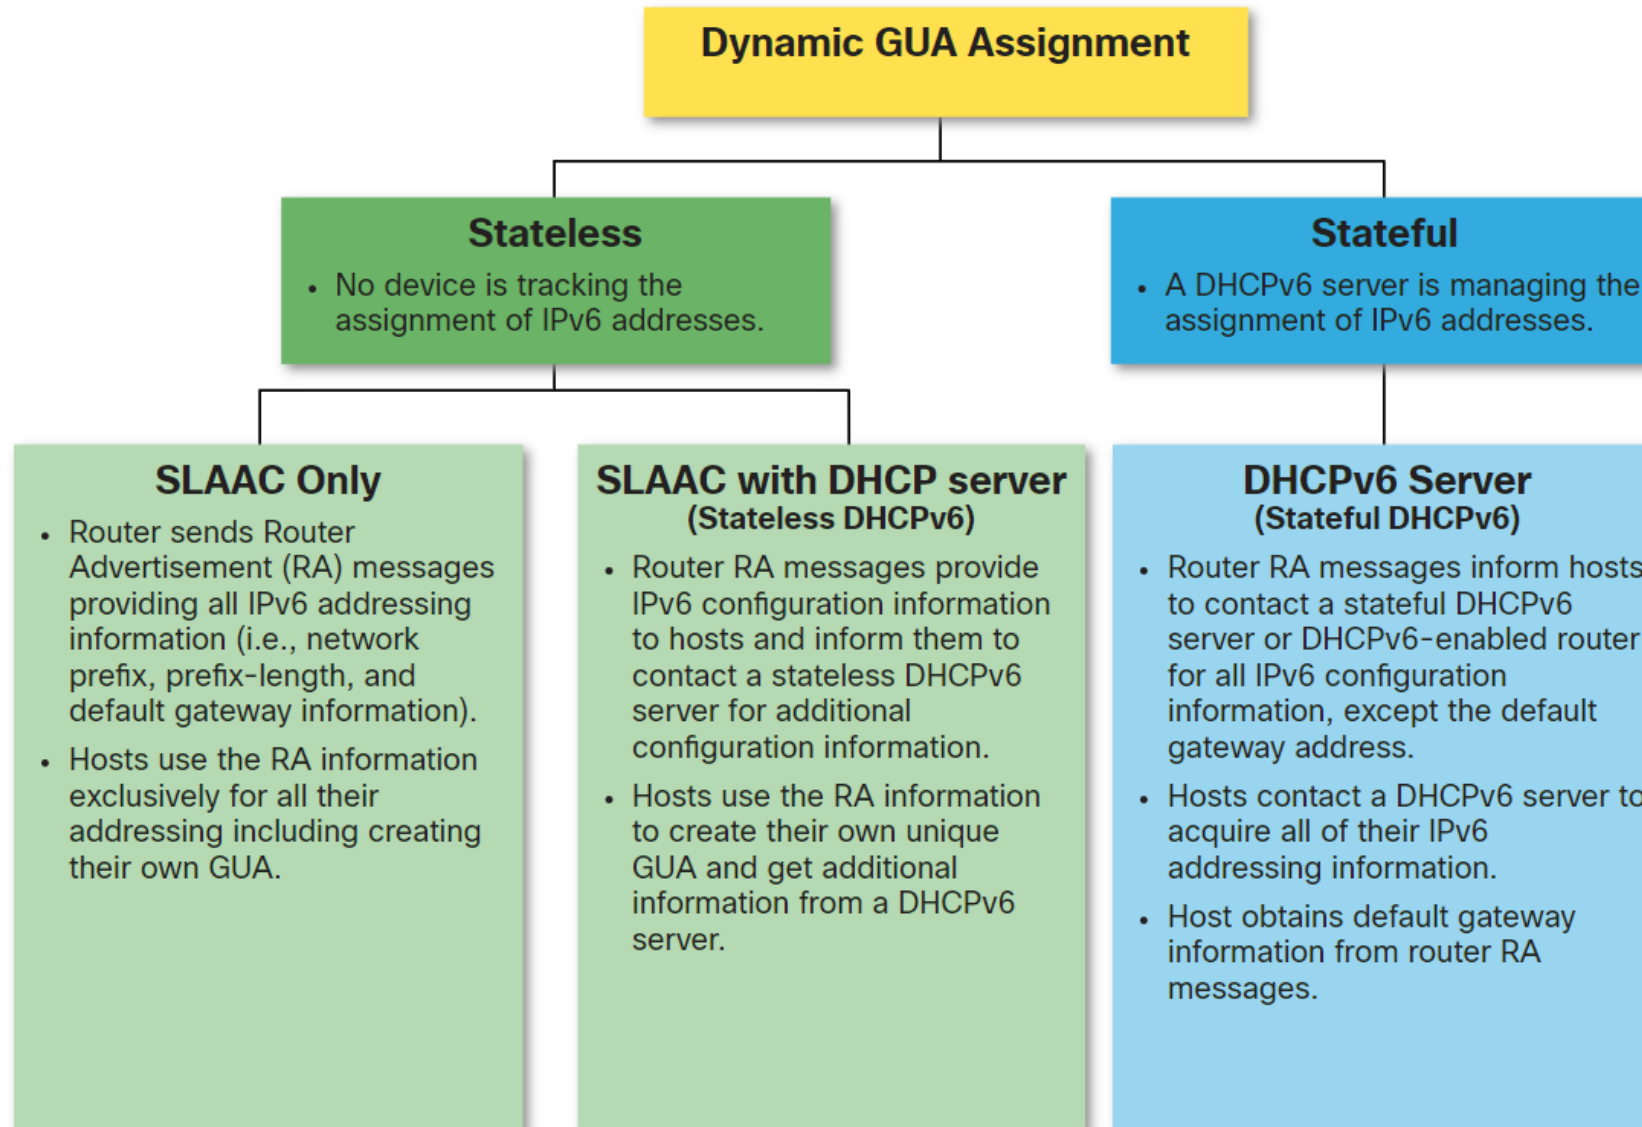 Dynamic GUA Assignment
Stateless
• No device is tracking the
assignment of IPv6 addresses.
Stateful
• A DHCPv6 server is managing the
assignment of IPv6 addresses.
SLAAC Only
• Router sends Router
Advertisement (RA) messages
providing all IPv6 addressing
information (i.e., network
prefix, prefix-length, and
default gateway information).
• Hosts use the RA information
exclusively for all their
addressing including creating
their own GUA.
SLAAC with DHCP server
(Stateless DHCPv6)
• Router RA messages provide
IPv6 configuration information
to hosts and inform them to
contact a stateless DHCPv6
server for additional
configuration information.
• Hosts use the RA information
to create their own unique
GUA and get additional
information from a DHCPv6
server.
DHCPv6 Server
(Stateful DHCPv6)
• Router RA messages inform hosts
to contact a stateful DHCPv6
server or DHCPv6-enabled router
for all IPv6 configuration
information, except the default
gateway address.
• Hosts contact a DHCPv6 server to
acquire all of their IPv6
addressing information.
• Host obtains default gateway
information from router RA
messages.